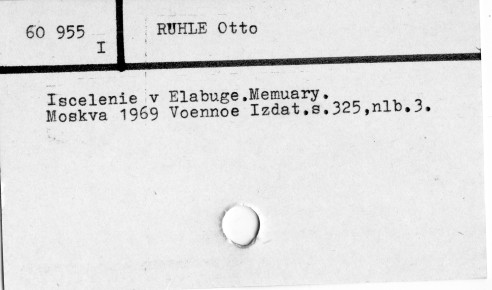 60 955
I
RUHLE Otto
Iscelenie v Elabuge.Memuary.
Moskva 1969 Voennoe Izdat.s.325,nlb.3.